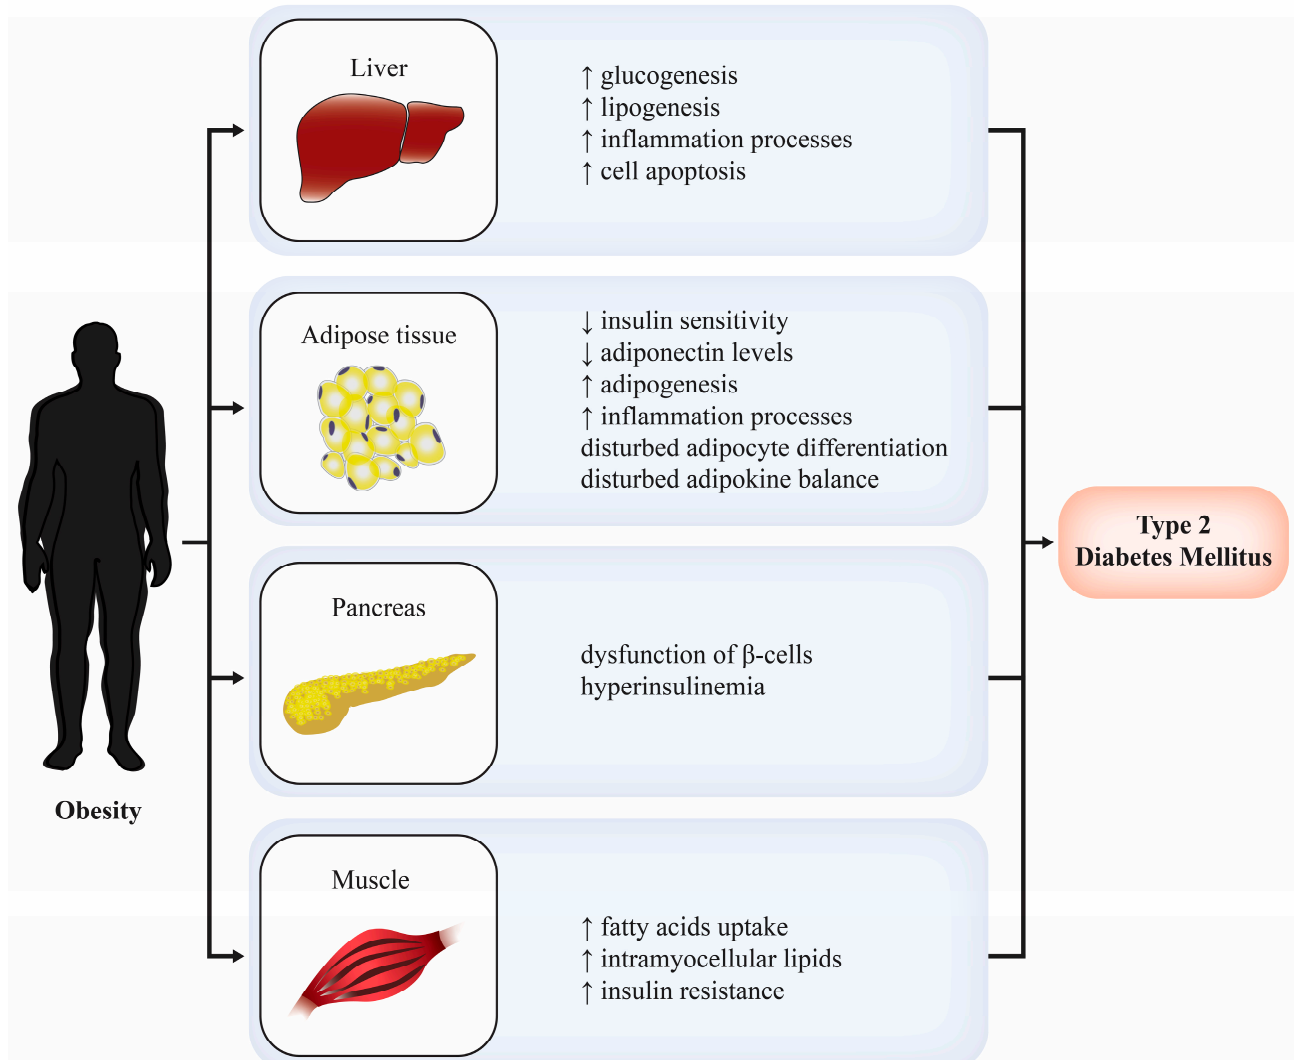 Liver
↑ glucogenesis
↑ lipogenesis
↑ inflammation processes
↑ cell apoptosis
Adipose tissue
↓ insulin sensitivity
↓ adiponectin levels
↑ adipogenesis
↑ inflammation processes
disturbed adipocyte differentiation
disturbed adipokine balance
Pancreas
dysfunction of β-cells
hyperinsulinemia
Muscle
↑ fatty acids uptake
↑ intramyocellular lipids
↑ insulin resistance
Obesity
Type 2
Diabetes Mellitus